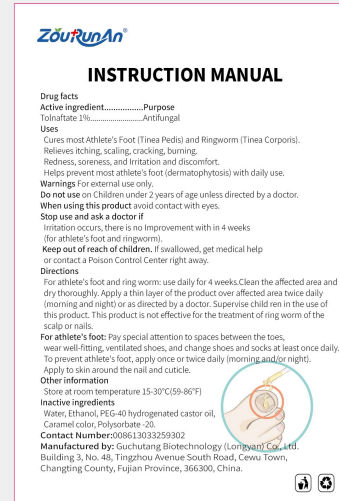 ZouRunAn®
INSTRUCTION MANUAL
Drug facts
Active ingredient................Purpose
Tolnaftate 1%..........................Antifungal
Uses
Cures most Athlete's Foot (Tinea Pedis) and Ringworm (Tinea Corporis).
Relieves itching, scaling, cracking, burning.
Redness, soreness, and Irritation and discomfort.
Helps prevent most athlete's foot (dermatophytosis) with daily use.
Warnings For external use only.
Do not use on Children under 2 years of age unless directed by a doctor.
When using this product avoid contact with eyes.
Stop use and ask a doctor if
Irritation occurs, there is no Improvement with in 4 weeks
(for athlete's foot and ringworm).
Keep out of reach of children. If swallowed, get medical help
or contact a Poison Control Center right away.
Directions
For athlete's foot and ring worm: use daily for 4 weeks.Clean the affected area and
dry thoroughly. Apply a thin layer of the product over affected area twice daily
(morning and night) or as directed by a doctor. Supervise child ren in the use of
this product. This product is not effective for the treatment of ring worm of the
scalp or nails.
For athlete's foot: Pay special attention to spaces between the toes,
wear well-fitting, ventilated shoes, and change shoes and socks at least once daily.
To prevent athlete's foot, apply once or twice daily (morning and/or night).
Apply to skin around the nail and cuticle.
Other information
Store at room temperature 15-30°C(59-86°F)
Inactive ingredients
Water, Ethanol, PEG-40 hydrogenated castor oil,
Caramel color, Polysorbate -20.
Contact Number:008613033259302
Manufactured by: Guchutang Biotechnology (Longyan) Co., Ltd.
Building 3, No. 48, Tingzhou Avenue South Road, Cewu Town,
Changting County, Fujian Province, 366300, China.